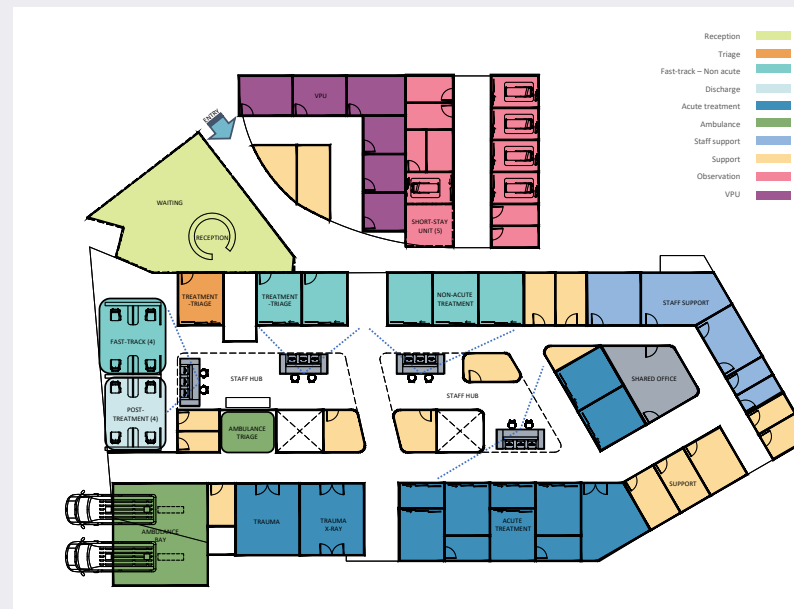 Reception
Triage
Fast-track – Non acute
Discharge
Acute treatment
Ambulance
Staff support
Support
Observation
VPU
VPU
ENTRY
WAITING
RECEPTION
SHORT-STAY
UNIT (5)
TREATMENT
-TRIAGE
TREATMENT
-TRIAGE
NON-ACUTE
TREATMENT
STAFF SUPPORT
FAST-TRACK (4)
STAFF HUB
SHARED OFFICE
STAFF HUB
POST-
TREATMENT (4)
AMBULANCE
TRIAGE
SUPPORT
AMBULANCE
BAY
TRAUMA
TRAUMA
X-RAY
ACUTE
TREATMENT